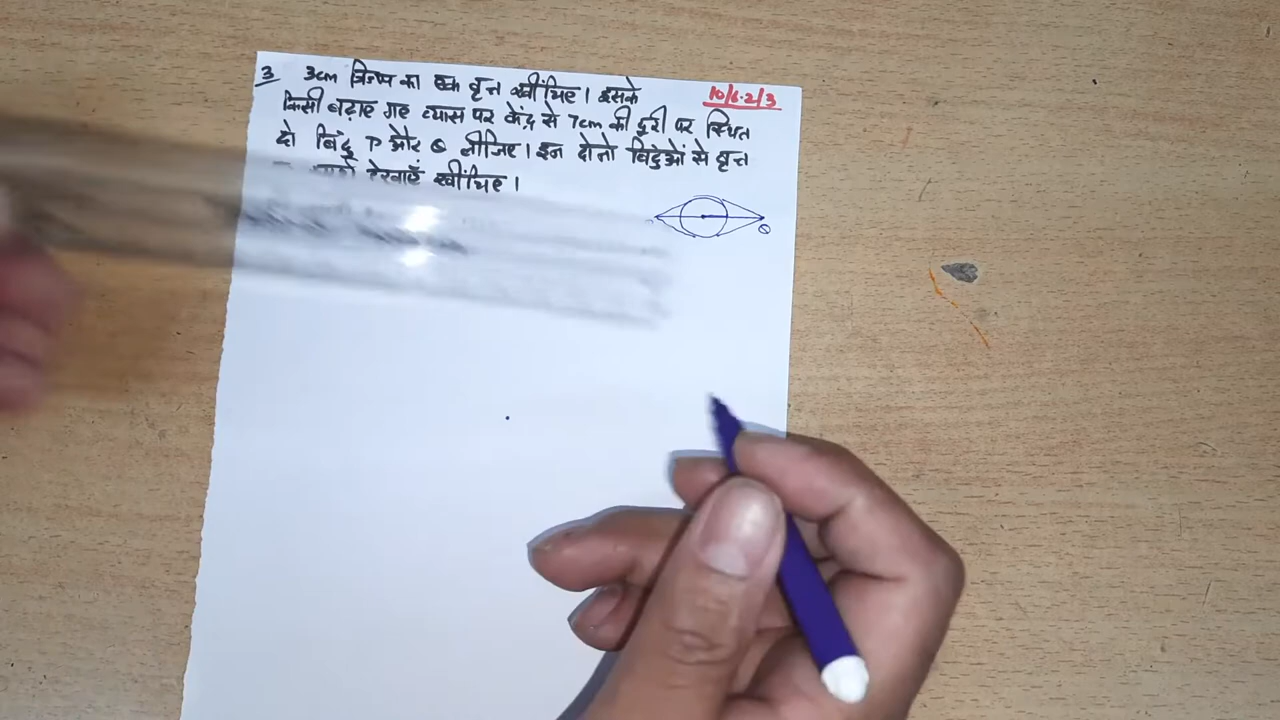 3 3cm त्रिज्या का एक वृत्त खींचिए। इसके
10/6.2/3
किसी बढ़ाए गए व्यास पर केंद्र से 7cm की दूरी पर स्थित
दो बिंदु P और Q लीजिए। इन दोनो बिंदुओं से वृत्त
खींचिए।
Q